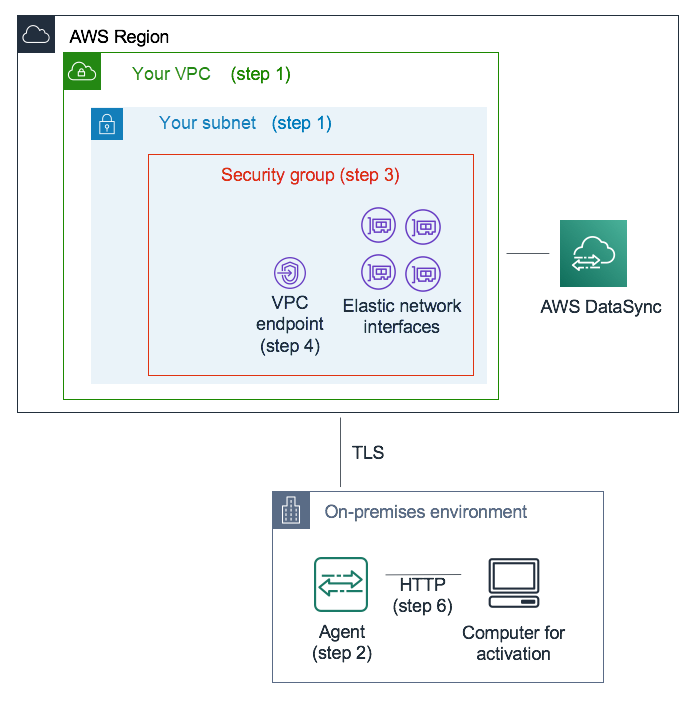 AWS Region
Your VPC (step 1)
Your subnet (step 1)
Security group (step 3)
VPC
endpoint
(step 4)
Elastic network
interfaces
AWS DataSync
TLS
On-premises environment
HTTP
(step 6)
Agent
(step 2)
Computer for
activation